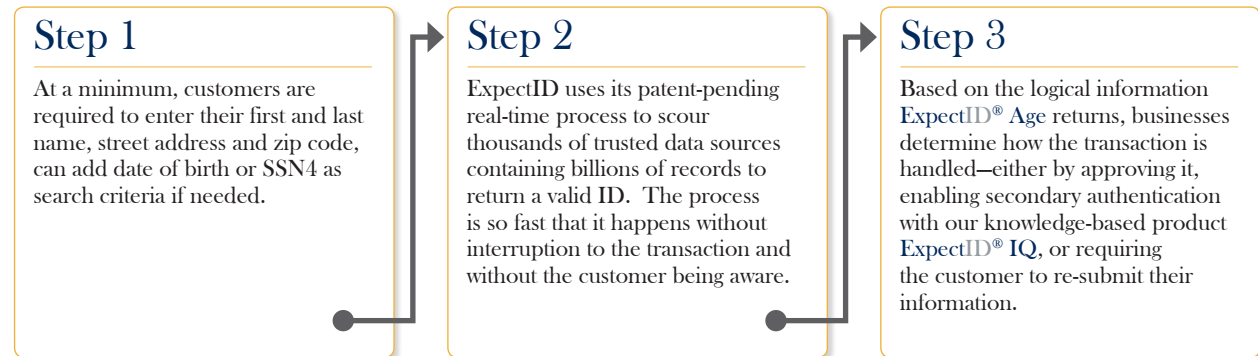 Step 1
At a minimum, customers are
required to enter their first and last
name, street address and zip code,
can add date of birth or SSN4 as
search criteria if needed.
Step 2
ExpectID uses its patent-pending
real-time process to scour
thousands of trusted data sources
containing billions of records to
return a valid ID.  The process
is so fast that it happens without
interruption to the transaction and
without the customer being aware.
Step 3
Based on the logical information
ExpectID® Age returns, businesses
determine how the transaction is
handled—either by approving it,
enabling secondary authentication
with our knowledge-based product
ExpectID® IQ, or requiring
the customer to re-submit their
information.